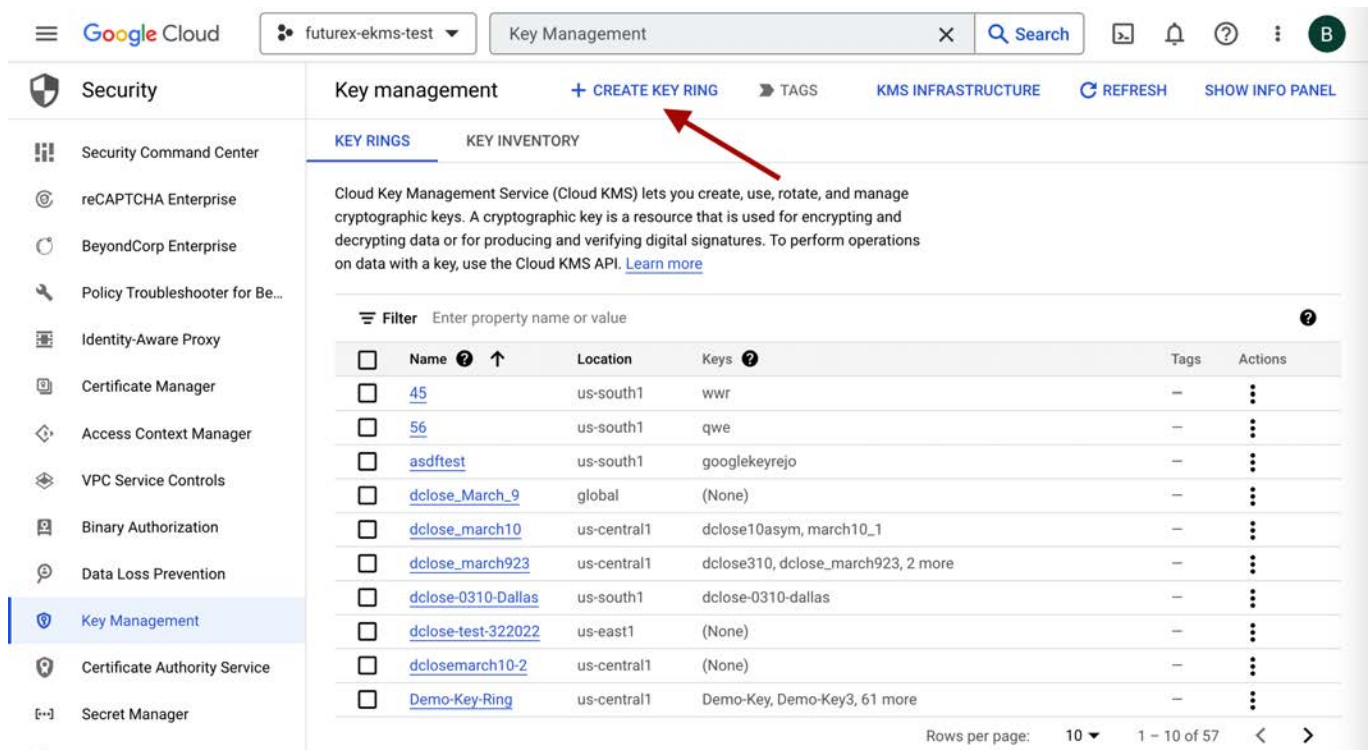 Google Cloud
futurex-ekms-test
Key Management
Search
B
Security
Key management
CREATE KEY RING
TAGS
KMS INFRASTRUCTURE
REFRESH
SHOW INFO PANEL
Security Command Center
reCAPTCHA Enterprise
BeyondCorp Enterprise
Policy Troubleshooter for Be...
Identity-Aware Proxy
Certificate Manager
Access Context Manager
VPC Service Controls
Binary Authorization
Data Loss Prevention
Key Management
Certificate Authority Service
Secret Manager
KEY RINGS KEY INVENTORY
Cloud Key Management Service (Cloud KMS) lets you create, use, rotate, and manage
cryptographic keys. A cryptographic key is a resource that is used for encrypting and
decrypting data or for producing and verifying digital signatures. To perform operations
on data with a key, use the Cloud KMS API. Learn more
Filter Enter property name or value
Name Location Keys Tags Actions
45 us-south1 wwr –
56 us-south1 qwe –
asdftest us-south1 googlekeyrejo –
dclose_March_9 global (None) –
dclose_march10 us-central1 dclose10asym, march10_1 –
dclose_march923 us-central1 dclose310, dclose_march923, 2 more –
dclose-0310-Dallas us-south1 dclose-0310-dallas –
dclose-test-322022 us-east1 (None) –
dclosemarch10-2 us-central1 (None) –
Demo-Key-Ring us-central1 Demo-Key, Demo-Key3, 61 more –
Rows per page: 10 1 – 10 of 57